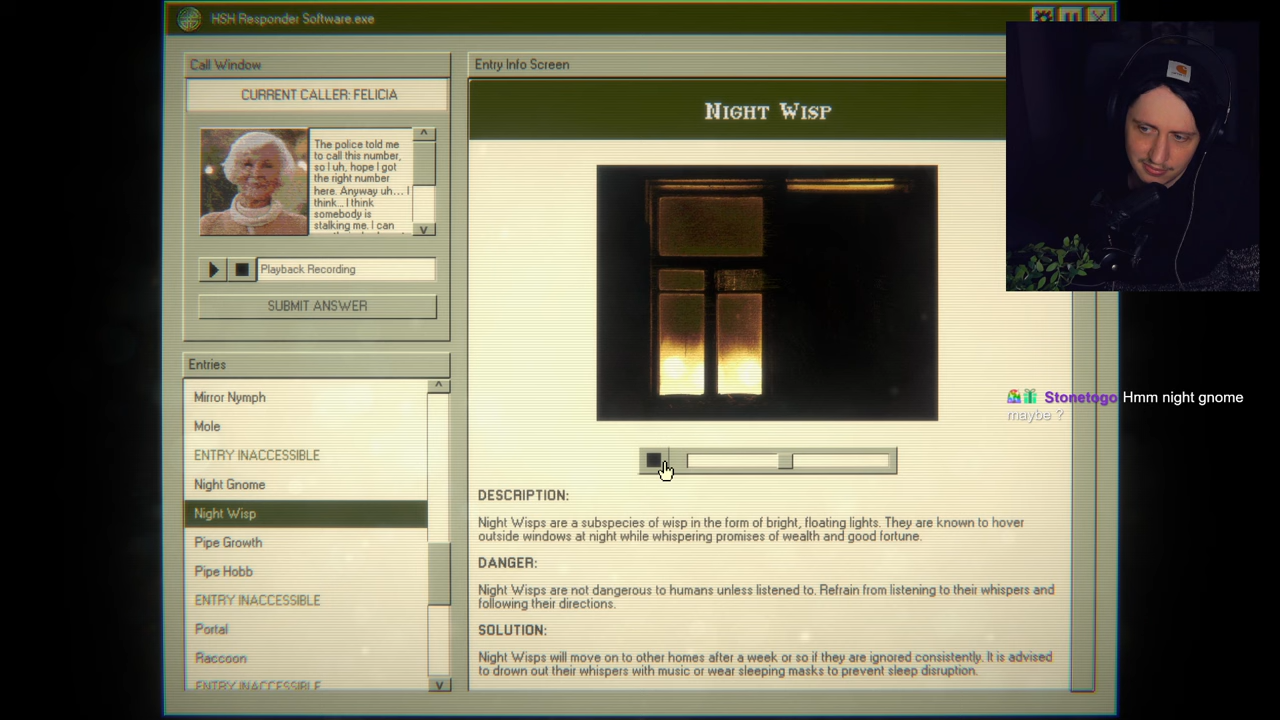 HSH Responder Software.exe
Call Window
CURRENT CALLER: FELICIA
The police told me
to call this number,
so I uh, hope I got
the right number
here. Anyway uh... I
think... I think
somebody is
stalking me. I can
Playback Recording
SUBMIT ANSWER
Entries
Mirror Nymph
Mole
ENTRY INACCESSIBLE
Night Gnome
Night Wisp
Pipe Growth
Pipe Hobb
ENTRY INACCESSIBLE
Portal
Raccoon
ENTRY INACCESSIBLE
Entry Info Screen
Night Wisp
DESCRIPTION:
Night Wisps are a subspecies of wisp in the form of bright, floating lights. They are known to hover
outside windows at night while whispering promises of wealth and good fortune.
DANGER:
Night Wisps are not dangerous to humans unless listened to. Refrain from listening to their whispers and
following their directions.
SOLUTION:
Night Wisps will move on to other homes after a week or so if they are ignored consistently. It is advised
to drown out their whispers with music or wear sleeping masks to prevent sleep disruption.
Stonetogo Hmm night gnome
maybe ?